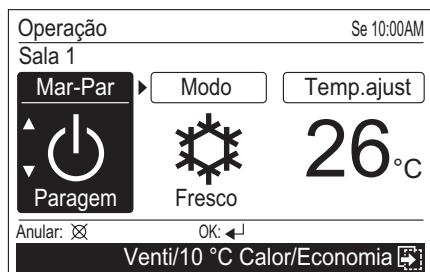 Operação Se 10:00AM
Sala 1
Mar-Par Modo Temp.ajust
26°C
Paragem Fresco
Anular: OK:
Venti/10 °C Calor/Economia